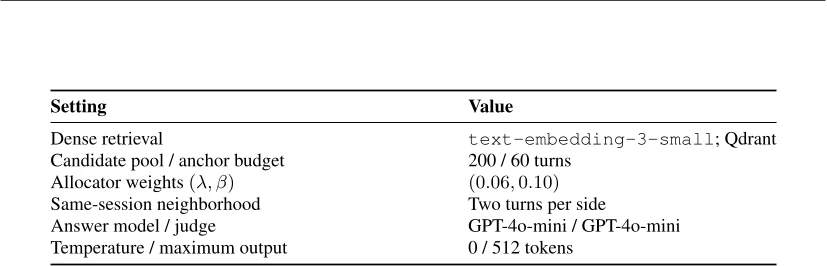 Setting Value
Dense retrieval text-embedding-3-small; Qdrant
Candidate pool / anchor budget 200 / 60 turns
Allocator weights (λ, β) (0.06, 0.10)
Same-session neighborhood Two turns per side
Answer model / judge GPT-4o-mini / GPT-4o-mini
Temperature / maximum output 0 / 512 tokens